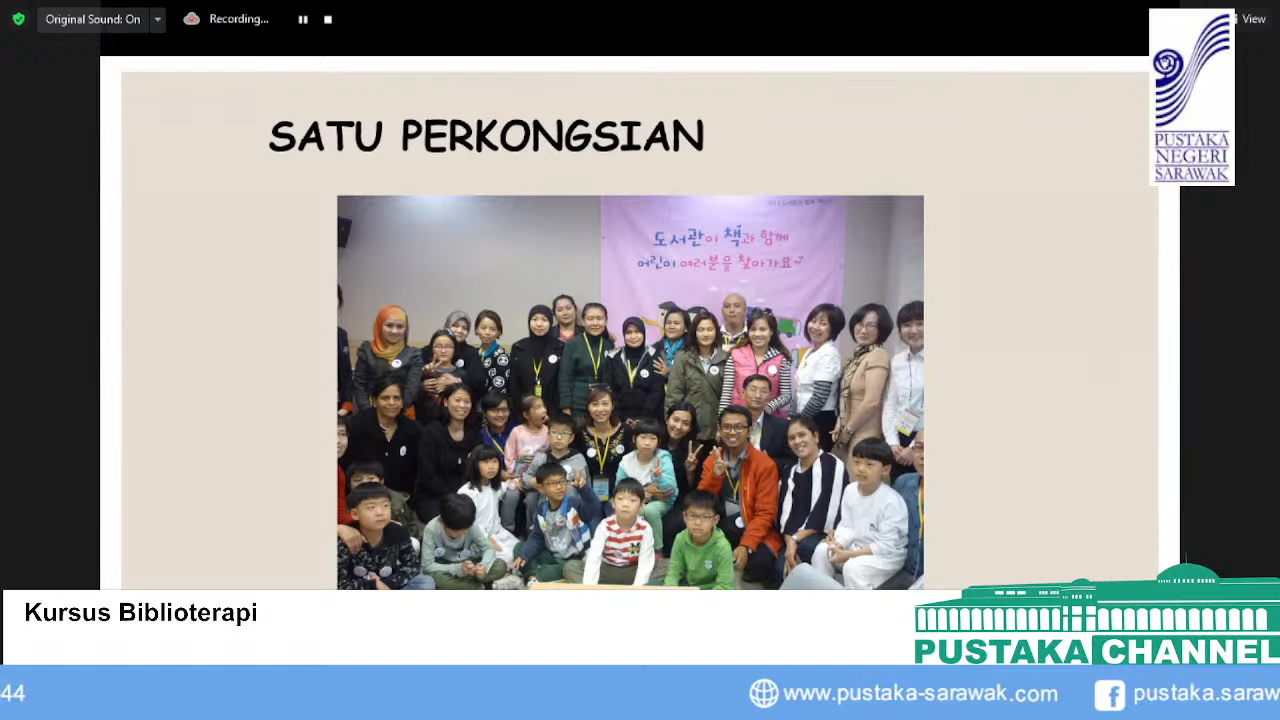 Original Sound: On
Recording...
View
PUSTAKA
NEGERI
SARAWAK
SATU PERKONGSIAN
도서관이 책과 함께
어린이 여러분을 찾아가요~
Kursus Biblioterapi
PUSTAKA CHANNEL
44
www.pustaka-sarawak.com
pustaka.saraw